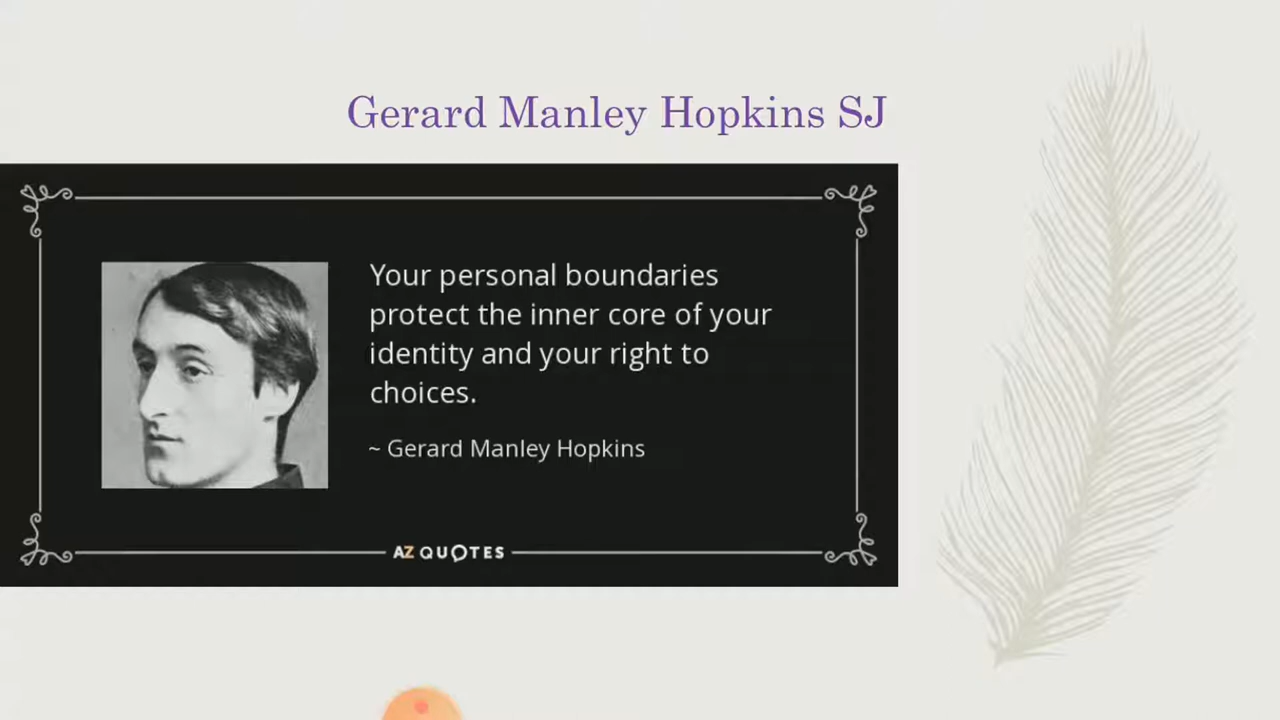 Gerard Manley Hopkins SJ
Your personal boundaries
protect the inner core of your
identity and your right to
choices.
~ Gerard Manley Hopkins
AZ QUOTES